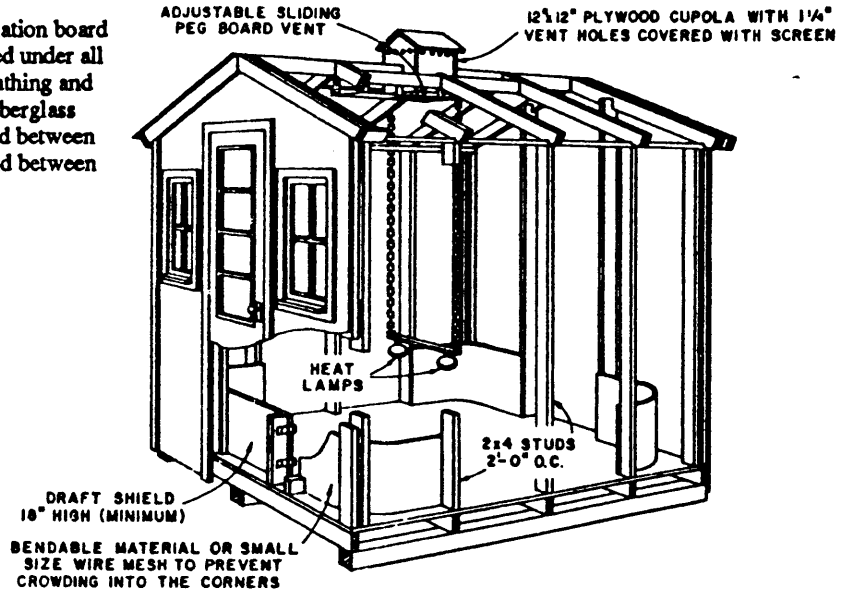 ation board
ed under all
athing and
berglass
d between
d between
ADJUSTABLE SLIDING
PEG BOARD VENT
12"x12" PLYWOOD CUPOLA WITH 1¼"
VENT HOLES COVERED WITH SCREEN
HEAT
LAMPS
2x4 STUDS
2'-0" O.C.
DRAFT SHIELD
18" HIGH (MINIMUM)
BENDABLE MATERIAL OR SMALL
SIZE WIRE MESH TO PREVENT
CROWDING INTO THE CORNERS